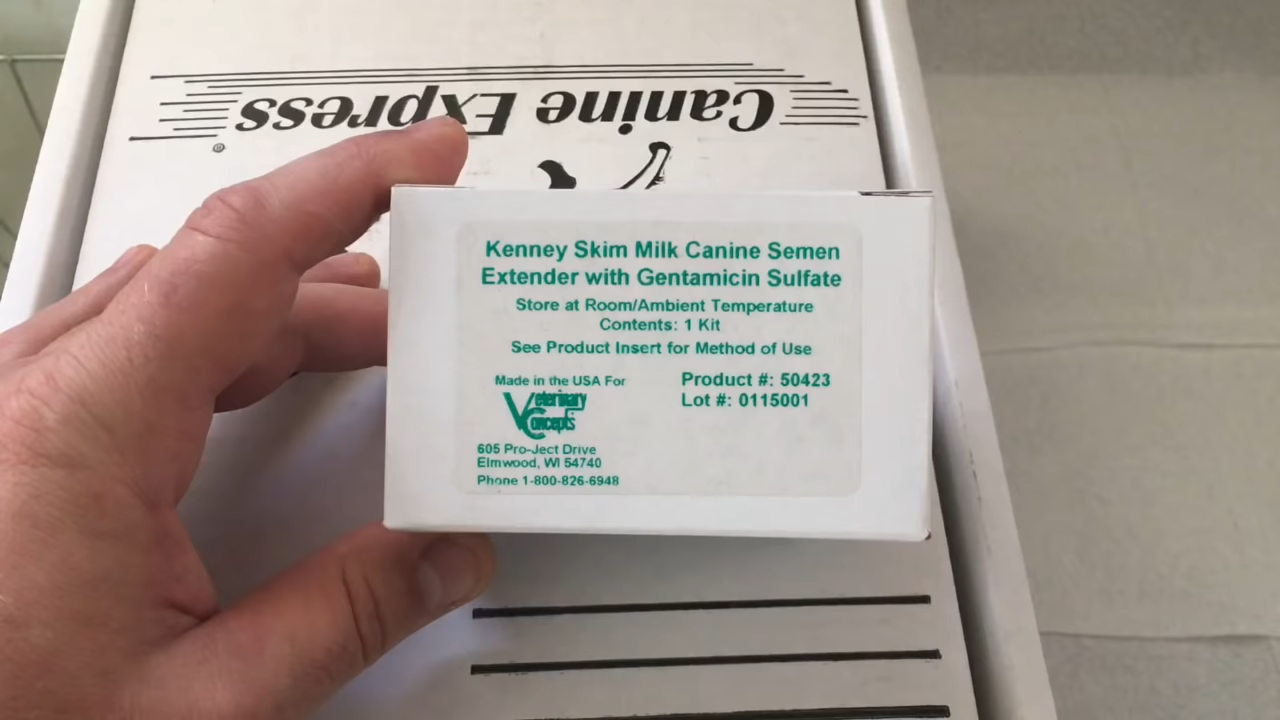 Canine Express
®
Kenney Skim Milk Canine Semen
Extender with Gentamicin Sulfate
Store at Room/Ambient Temperature
Contents: 1 Kit
See Product Insert for Method of Use
Made in the USA For
Veterinary
Concepts
605 Pro-Ject Drive
Elmwood, WI 54740
Phone 1-800-826-6948
Product #: 50423
Lot #: 0115001